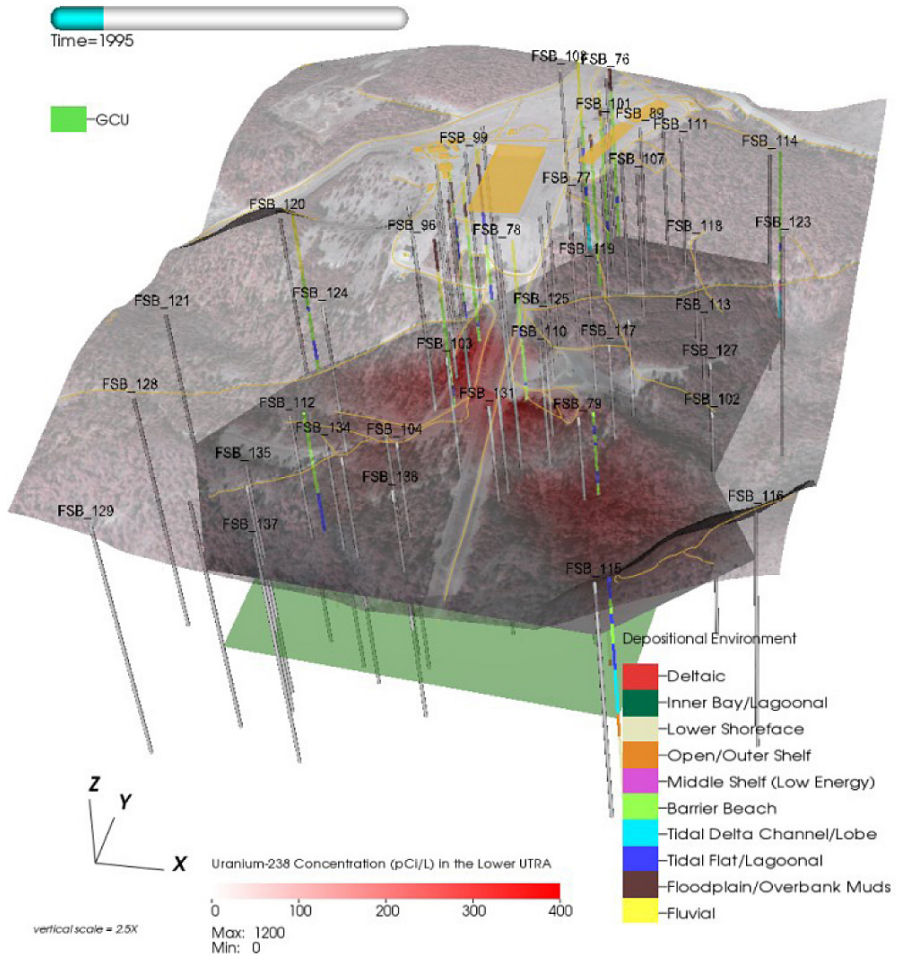 Time=1995
GCU
FSB_76
FSB_101
FSB_89
FSB_111
FSB_99
FSB_114
FSB_107
FSB_77
FSB_120
FSB_96
FSB_78
FSB_118
FSB_123
FSB_119
FSB_121
FSB_124
FSB_125
FSB_113
FSB_103
FSB_110
FSB_117
FSB_127
FSB_128
FSB_131
FSB_112
FSB_79
FSB_102
FSB_134
FSB_104
FSB_135
FSB_138
FSB_129
FSB_137
FSB_116
FSB_115
Depositional Environment
Deltaic
Inner Bay/Lagoonal
Lower Shoreface
Open/Outer Shelf
Middle Shelf (Low Energy)
Barrier Beach
Tidal Delta Channel/Lobe
Tidal Flat/Lagoonal
Floodplain/Overbank Muds
Fluvial
Z
Y
X
Uranium-238 Concentration (pCi/L) in the Lower UTRA
0 100 200 300 400
Max: 1200
Min: 0
vertical scale = 2.5X